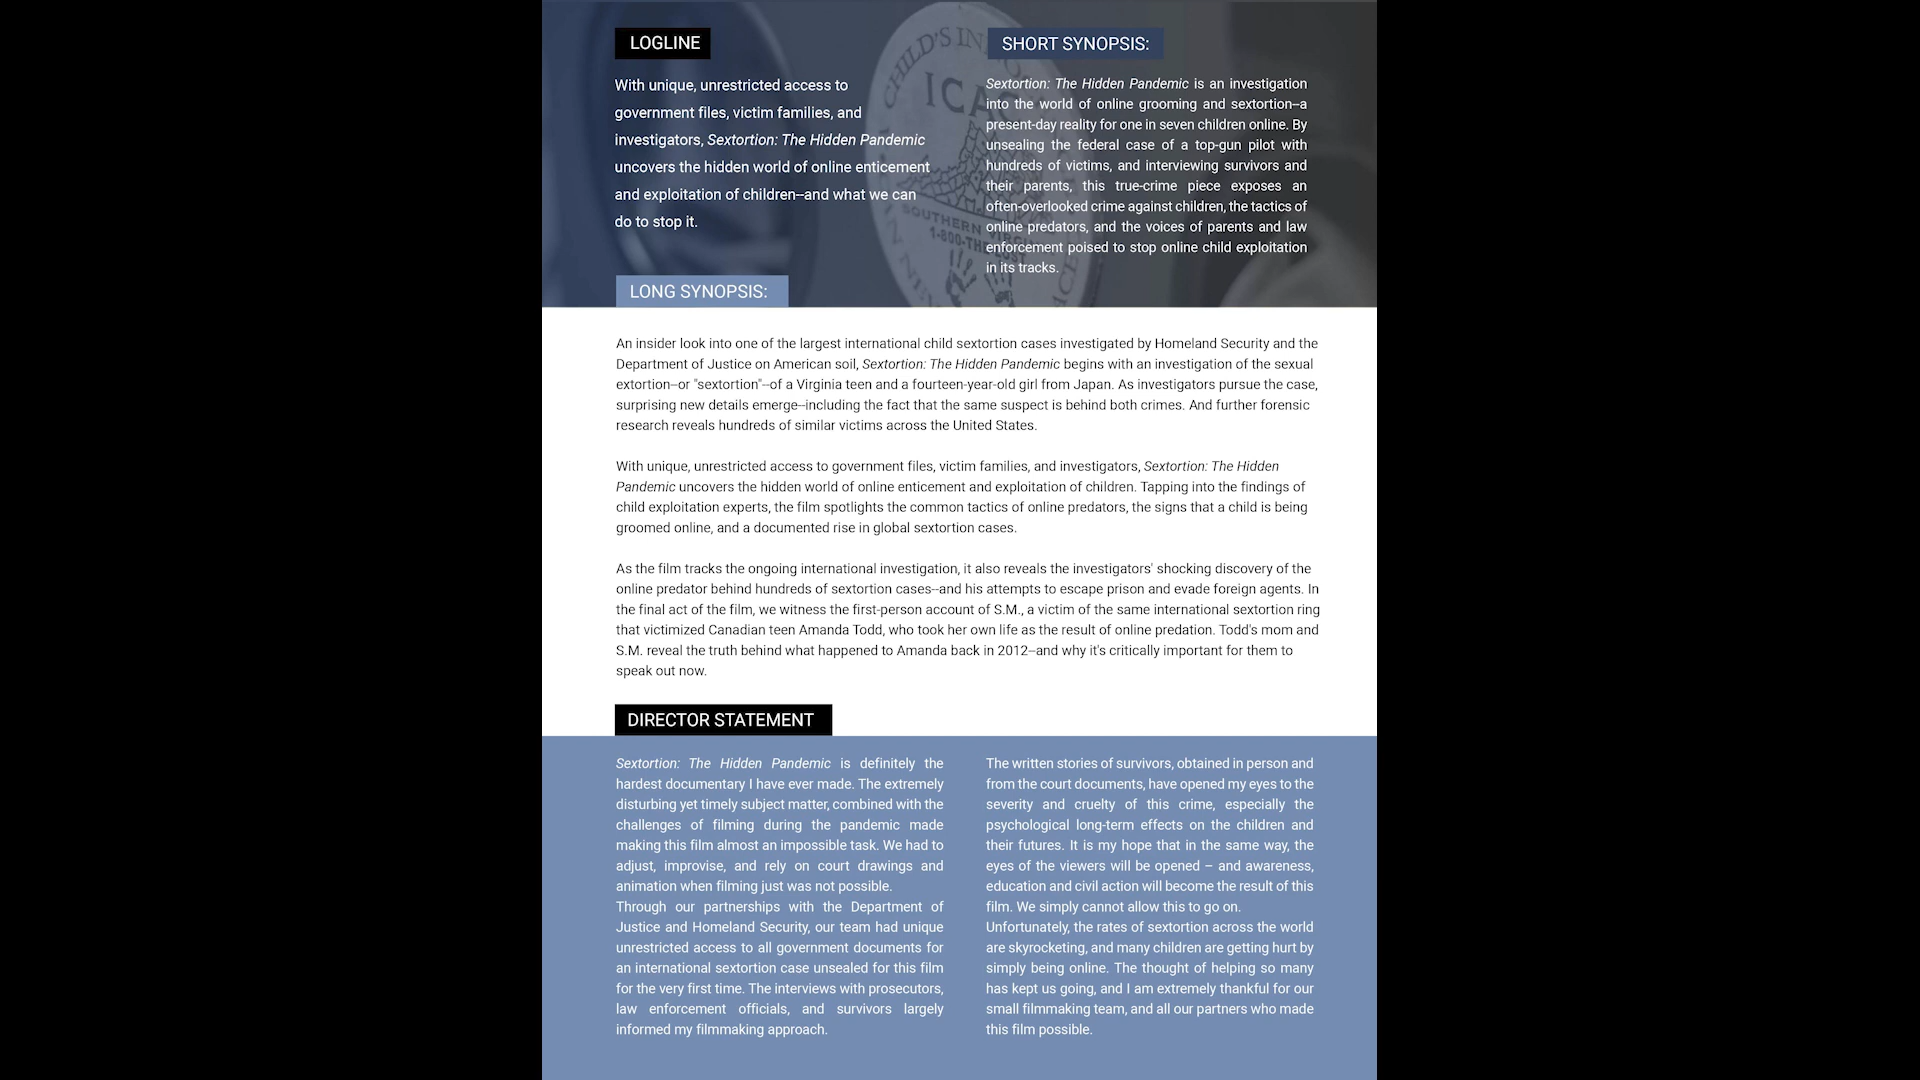 LOGLINE
With unique, unrestricted access to
government files, victim families, and
investigators, Sextortion: The Hidden Pandemic
uncovers the hidden world of online enticement
and exploitation of children--and what we can
do to stop it.
SHORT SYNOPSIS:
Sextortion: The Hidden Pandemic is an investigation
into the world of online grooming and sextortion--a
present-day reality for one in seven children online. By
unsealing the federal case of a top-gun pilot with
hundreds of victims, and interviewing survivors and
their parents, this true-crime piece exposes an
often-overlooked crime against children, the tactics of
online predators, and the voices of parents and law
enforcement poised to stop online child exploitation
in its tracks.
CHILD'S IN
ICAC
SOUTHERN VIRG
1-800-THE
LONG SYNOPSIS:
An insider look into one of the largest international child sextortion cases investigated by Homeland Security and the
Department of Justice on American soil, Sextortion: The Hidden Pandemic begins with an investigation of the sexual
extortion--or "sextortion"--of a Virginia teen and a fourteen-year-old girl from Japan. As investigators pursue the case,
surprising new details emerge--including the fact that the same suspect is behind both crimes. And further forensic
research reveals hundreds of similar victims across the United States.
With unique, unrestricted access to government files, victim families, and investigators, Sextortion: The Hidden
Pandemic uncovers the hidden world of online enticement and exploitation of children. Tapping into the findings of
child exploitation experts, the film spotlights the common tactics of online predators, the signs that a child is being
groomed online, and a documented rise in global sextortion cases.
As the film tracks the ongoing international investigation, it also reveals the investigators' shocking discovery of the
online predator behind hundreds of sextortion cases--and his attempts to escape prison and evade foreign agents. In
the final act of the film, we witness the first-person account of S.M., a victim of the same international sextortion ring
that victimized Canadian teen Amanda Todd, who took her own life as the result of online predation. Todd's mom and
S.M. reveal the truth behind what happened to Amanda back in 2012--and why it's critically important for them to
speak out now.
DIRECTOR STATEMENT
Sextortion: The Hidden Pandemic is definitely the
hardest documentary I have ever made. The extremely
disturbing yet timely subject matter, combined with the
challenges of filming during the pandemic made
making this film almost an impossible task. We had to
adjust, improvise, and rely on court drawings and
animation when filming just was not possible.
Through our partnerships with the Department of
Justice and Homeland Security, our team had unique
unrestricted access to all government documents for
an international sextortion case unsealed for this film
for the very first time. The interviews with prosecutors,
law enforcement officials, and survivors largely
informed my filmmaking approach.
The written stories of survivors, obtained in person and
from the court documents, have opened my eyes to the
severity and cruelty of this crime, especially the
psychological long-term effects on the children and
their futures. It is my hope that in the same way, the
eyes of the viewers will be opened – and awareness,
education and civil action will become the result of this
film. We simply cannot allow this to go on.
Unfortunately, the rates of sextortion across the world
are skyrocketing, and many children are getting hurt by
simply being online. The thought of helping so many
has kept us going, and I am extremely thankful for our
small filmmaking team, and all our partners who made
this film possible.